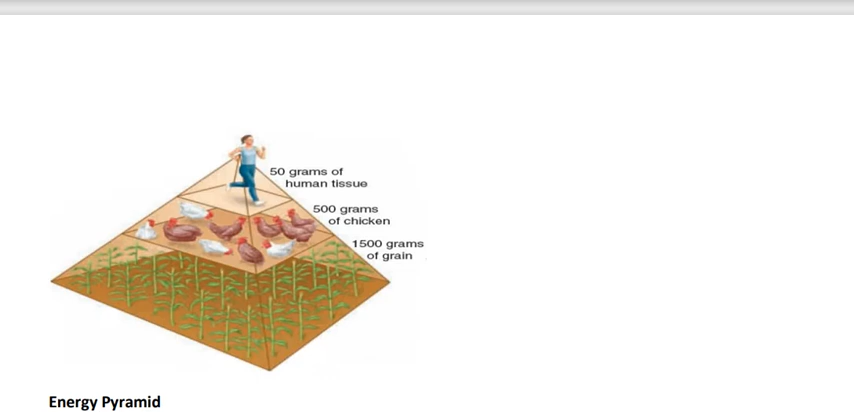 50 grams of
human tissue
500 grams
of chicken
1500 grams
of grain
Energy Pyramid